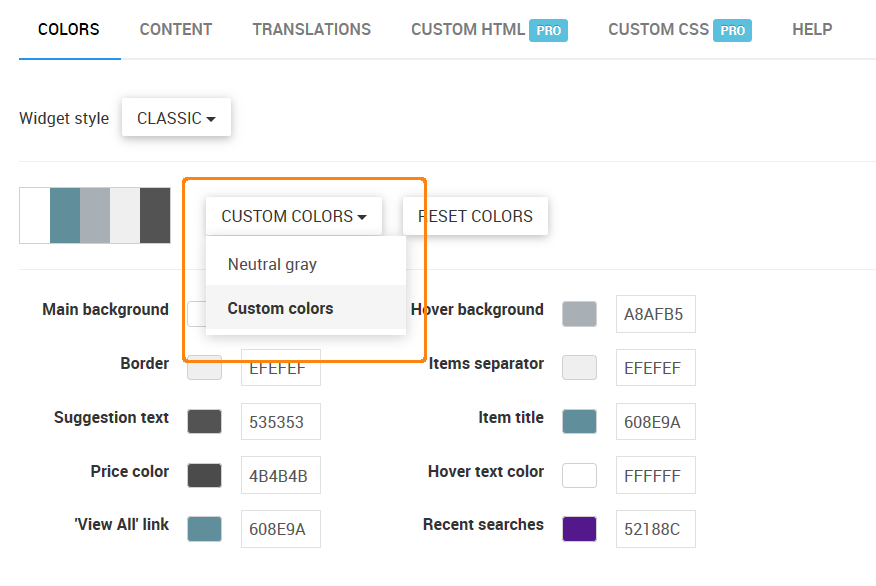 COLORS CONTENT TRANSLATIONS CUSTOM HTML PRO CUSTOM CSS PRO HELP
Widget style CLASSIC
CUSTOM COLORS RESET COLORS
Neutral gray
Custom colors
Main background Hover background A8AFB5
Border EFEFEF Items separator EFEFEF
Suggestion text 535353 Item title 608E9A
Price color 4B4B4B Hover text color FFFFFF
'View All' link 608E9A Recent searches 52188C